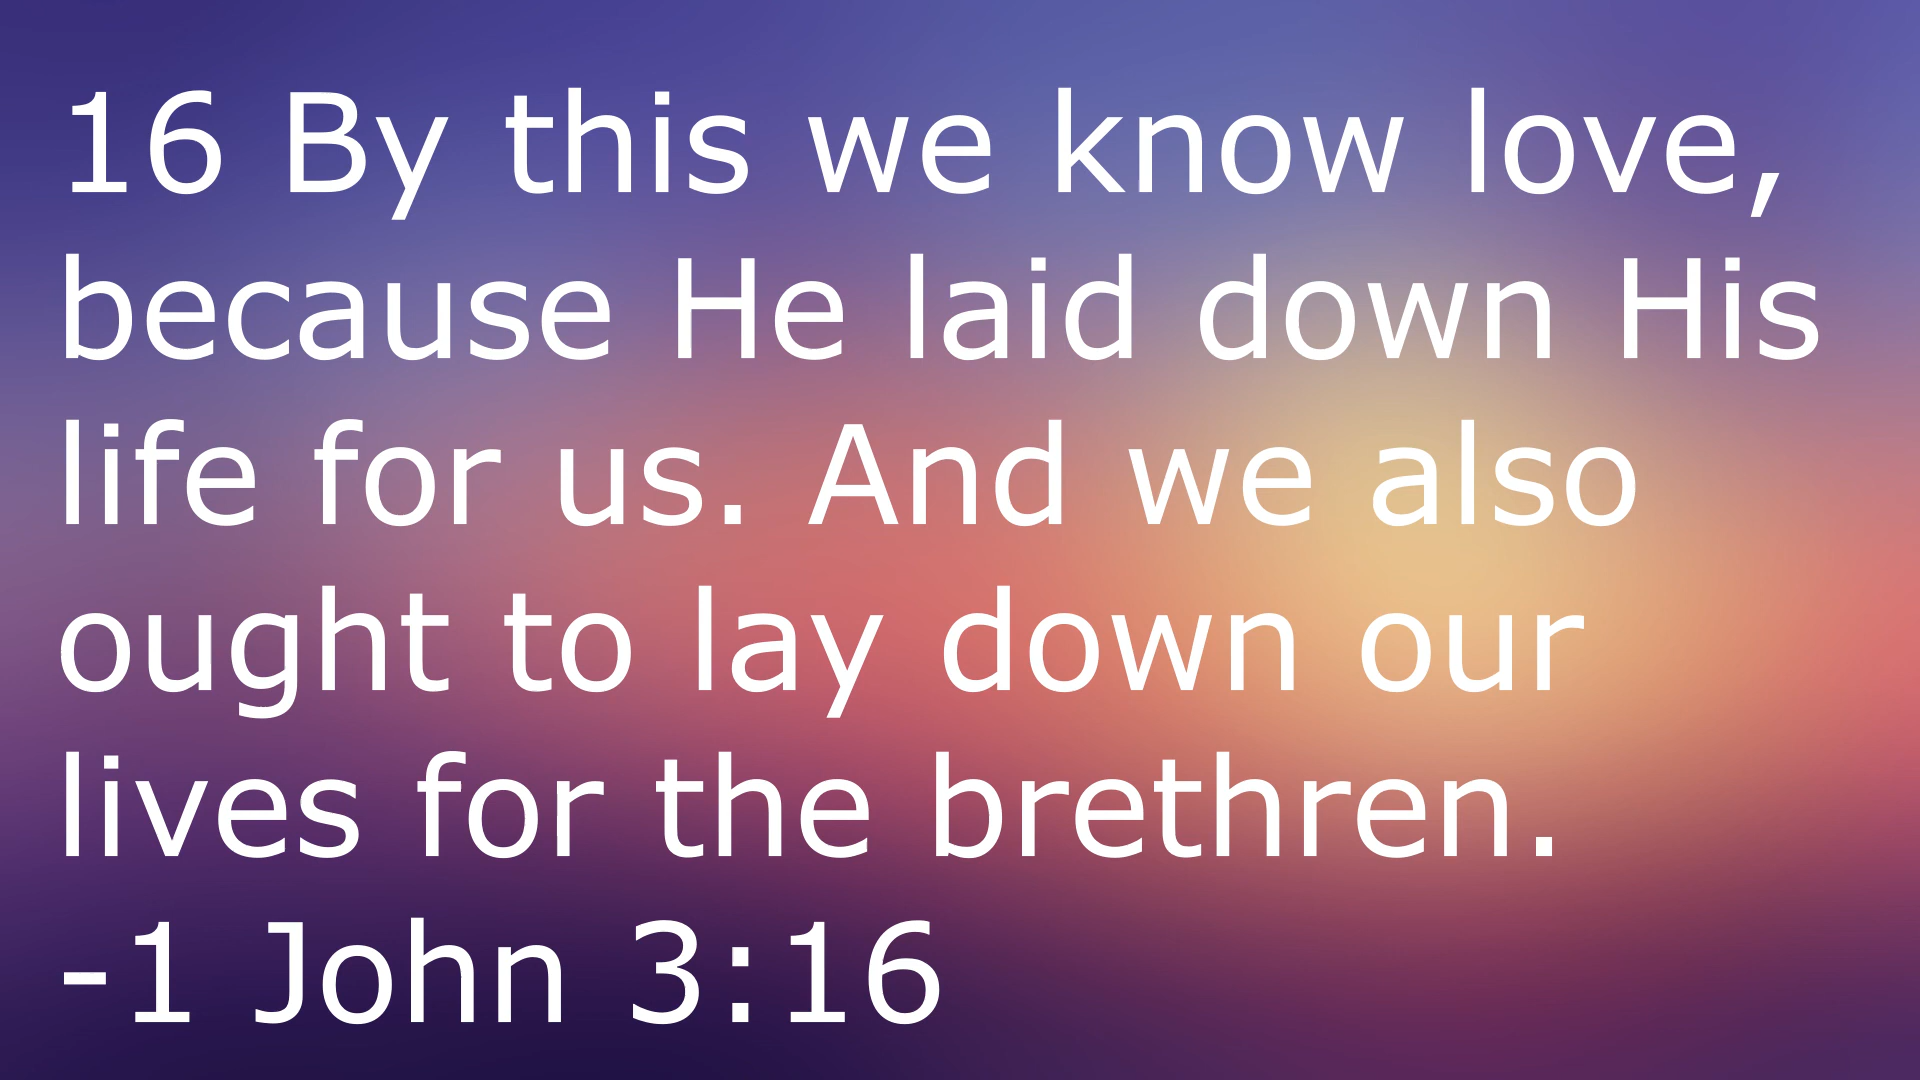 16 By this we know love,
because He laid down His
life for us. And we also
ought to lay down our
lives for the brethren.
-1 John 3:16